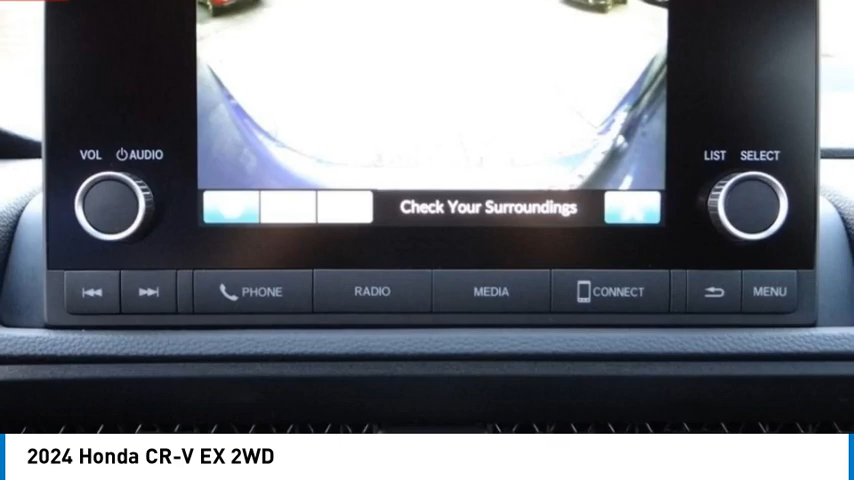 VOL AUDIO
LIST SELECT
Check Your Surroundings
PHONE RADIO MEDIA CONNECT MENU
2024 Honda CR-V EX 2WD